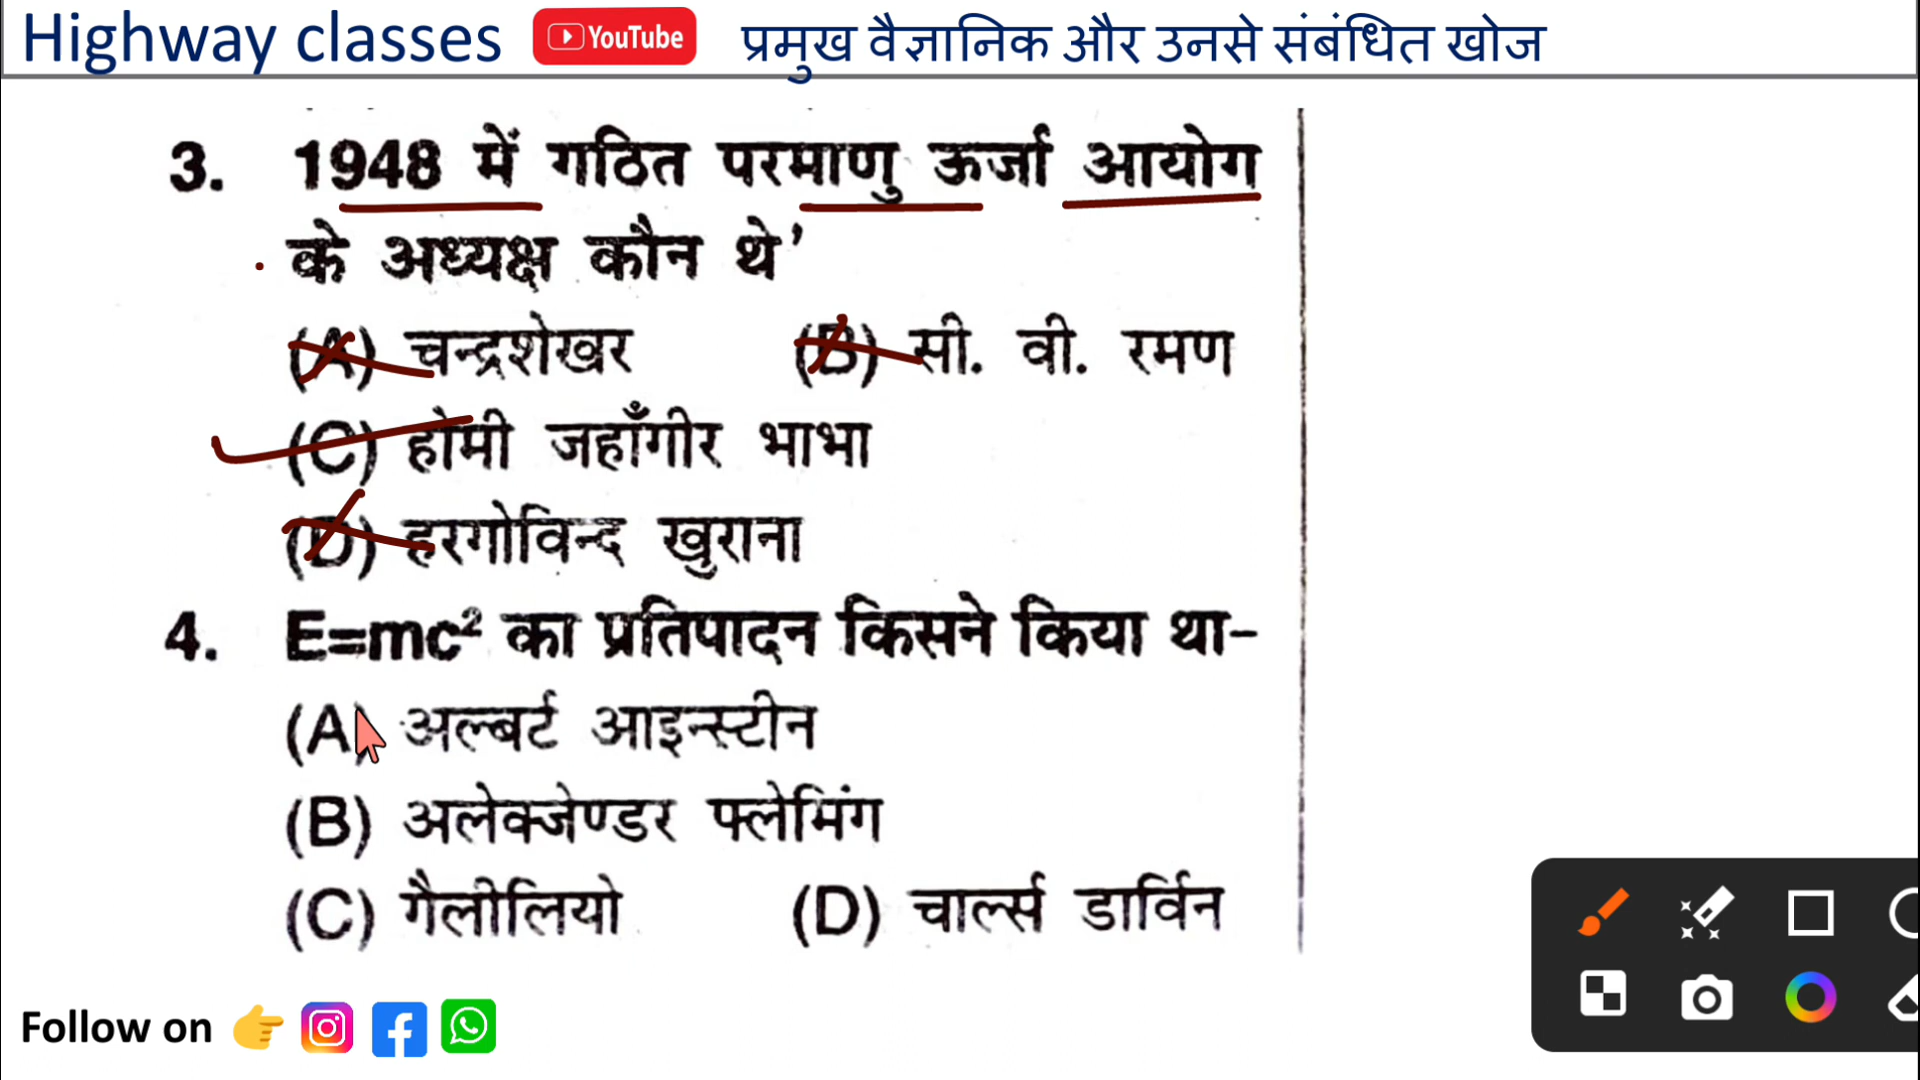 Highway classes YouTube प्रमुख वैज्ञानिक और उनसे संबंधित खोज
3. 1948 में गठित परमाणु ऊर्जा आयोग
के अध्यक्ष कौन थे’
(A) चन्द्रशेखर (B) सी. वी. रमण
(C) होमी जहाँगीर भाभा
(D) हरगोविन्द खुराना
4. E=mc² का प्रतिपादन किसने किया था-
(A) अल्बर्ट आइन्स्टीन
(B) अलेक्जेण्डर फ्लेमिंग
(C) गैलीलियो (D) चार्ल्स डार्विन
Follow on